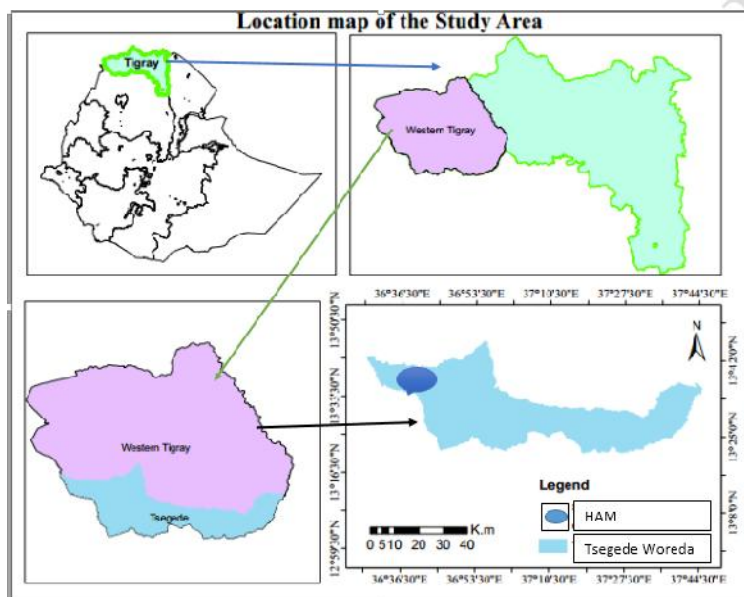 Location map of the Study Area
Tigray
Western Tigray
36°36'30"E 36°53'30"E 37°10'30"E 37°27'30"E 37°44'30"E
N
Western Tigray
Tsegede
Legend
HAM
Tsegede Woreda
0 5 10 20 30 40 K.m
36°36'30"E 36°53'30"E 37°10'30"E 37°27'30"E 37°44'30"E